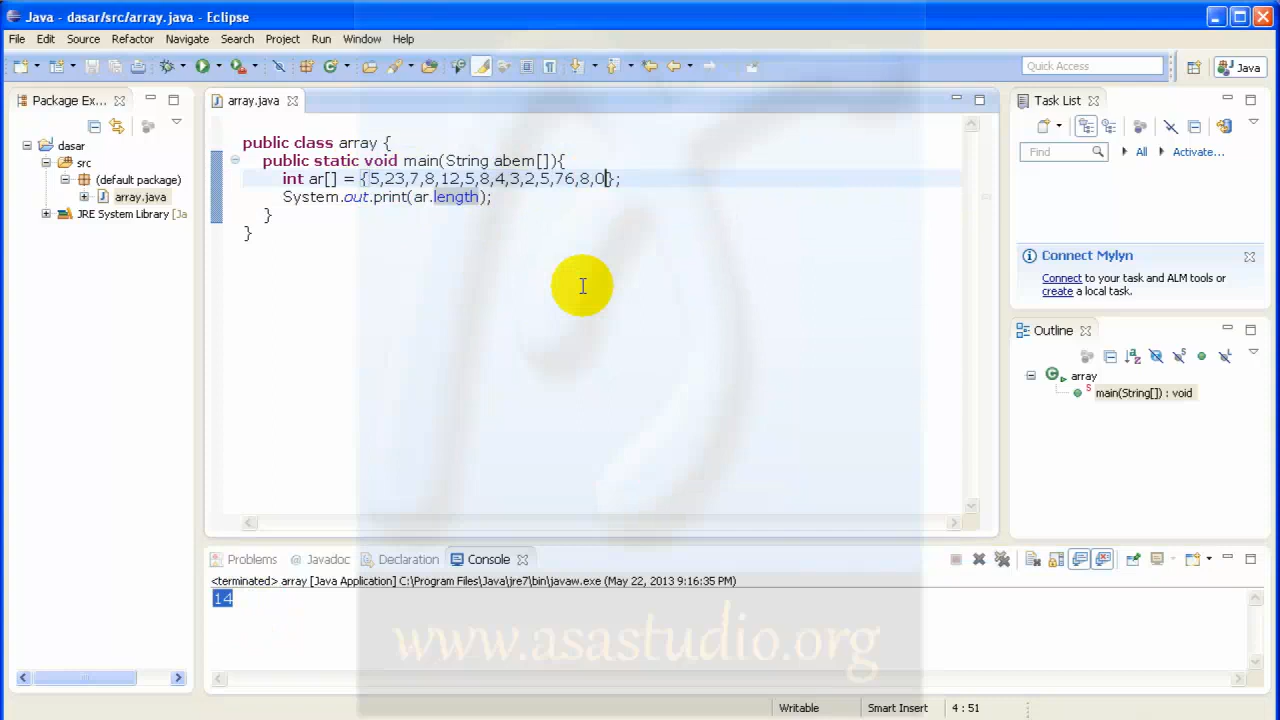 Java - dasar/src/array.java - Eclipse
File Edit Source Refactor Navigate Search Project Run Window Help
Quick Access
Java
Package Ex...
dasar
src
(default package)
array.java
JRE System Library [Ja
array.java
public class array {
public static void main(String abem[]){
int ar[] = {5,23,7,8,12,5,8,4,3,2,5,76,8,0};
System.out.print(ar.length);
}
}
Task List
Find
All
Activate...
Connect Mylyn
Connect to your task and ALM tools or
create a local task.
Outline
array
main(String[]) : void
Problems @ Javadoc Declaration Console
<terminated> array [Java Application] C:\Program Files\Java\jre7\bin\javaw.exe (May 22, 2013 9:16:35 PM)
14
www.asastudio.org
Writable Smart Insert 4 : 51